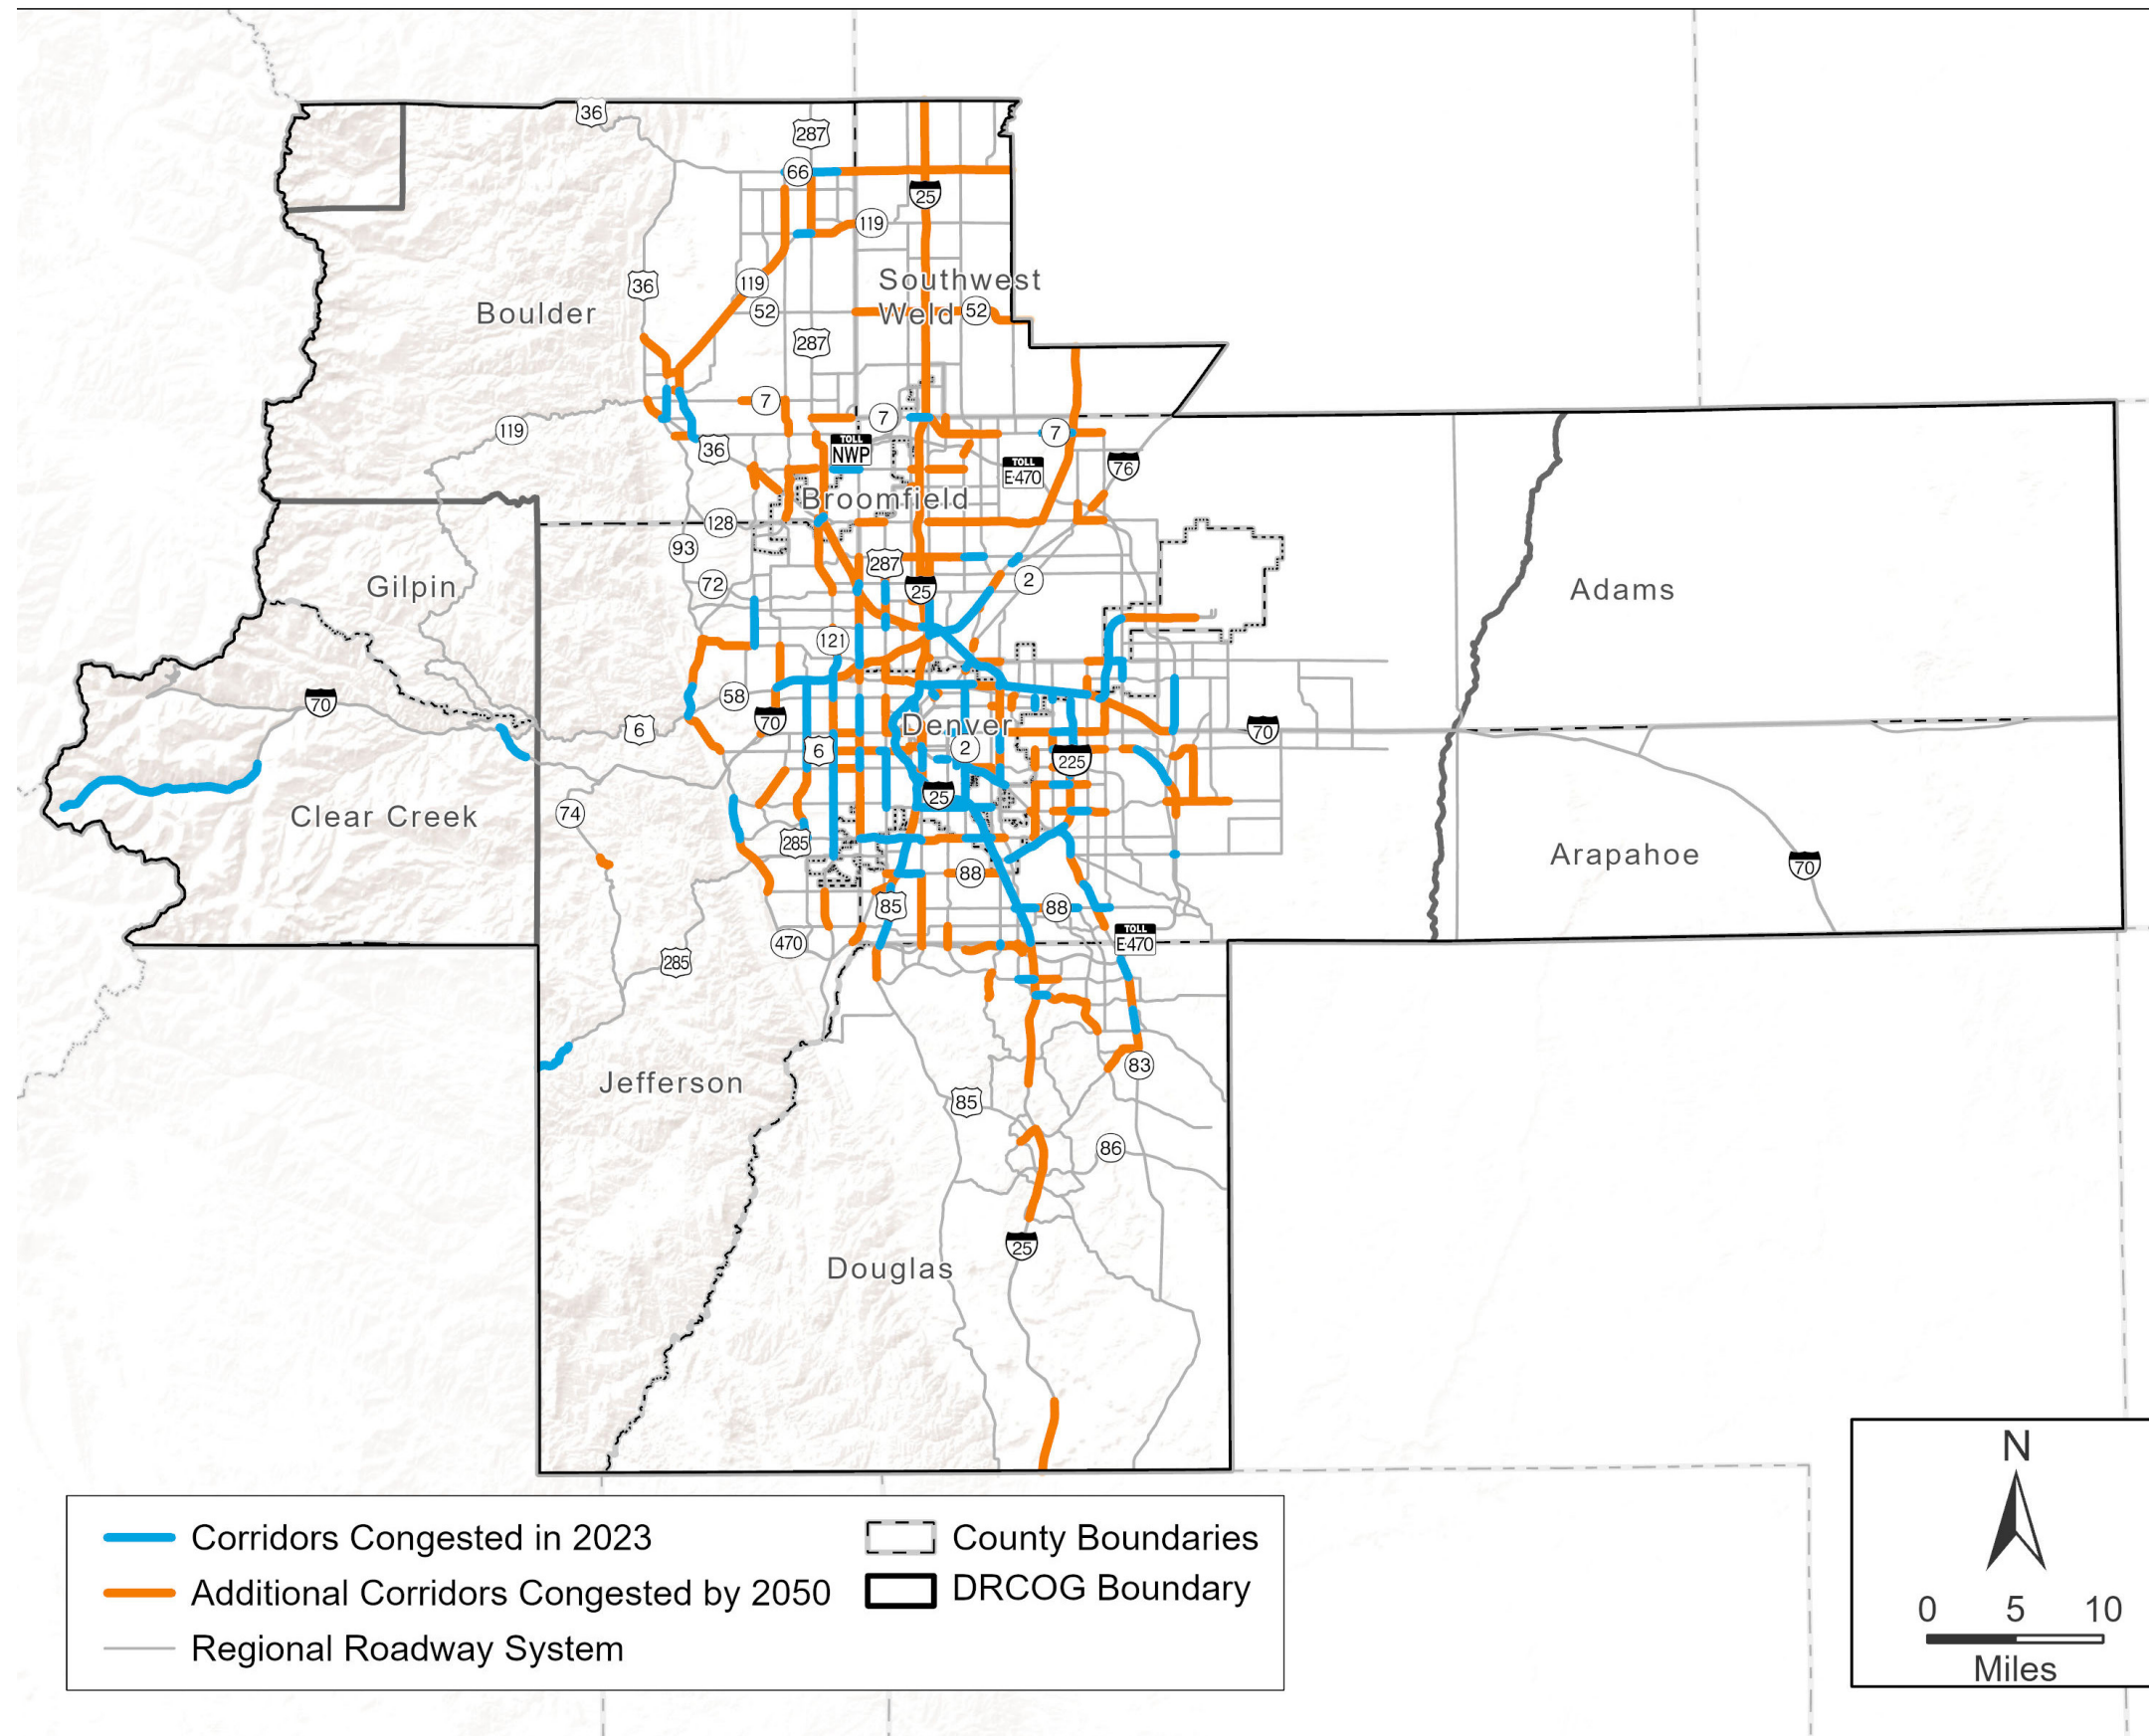 36
287
66
25
119
Southwest
36
119
Boulder
52
Weld
52
287
7
7
119
7
36
TOLL
NWP
TOLL
E-470
76
Broomfield
128
93
287
72
25
2
Gilpin
Adams
121
58
70
70
6
Denver
70
6
2
225
25
74
Clear Creek
285
Arapahoe
70
88
85
88
470
TOLL
E-470
285
83
Jefferson
85
86
25
Douglas
Corridors Congested in 2023
Additional Corridors Congested by 2050
Regional Roadway System
County Boundaries
DRCOG Boundary
N
0 5 10
Miles